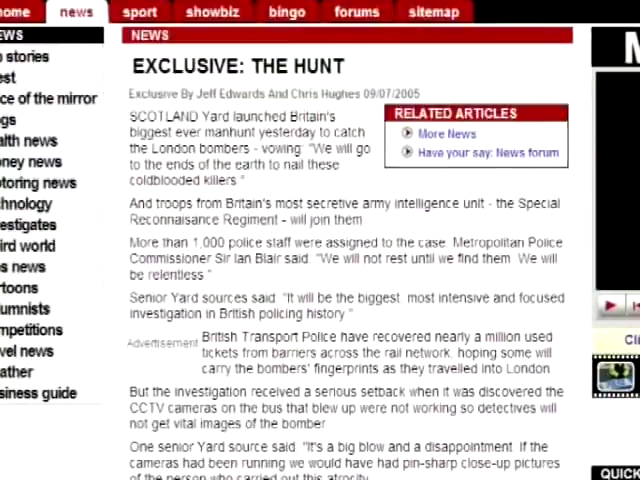 home news sport showbiz bingo forums sitemap
EWS
NEWS
stories
est
ce of the mirror
gs
alth news
ney news
otoring news
hnology
estigates
ird world
s news
rtoons
lumnists
mpetitions
vel news
ather
siness guide
EXCLUSIVE: THE HUNT
Exclusive By Jeff Edwards And Chris Hughes 09/07/2005
SCOTLAND Yard launched Britain's
biggest ever manhunt yesterday to catch
the London bombers - vowing: "We will go
to the ends of the earth to nail these
coldblooded killers."
RELATED ARTICLES
More News
Have your say: News forum
And troops from Britain's most secretive army intelligence unit - the Special
Reconnaisance Regiment - will join them
More than 1,000 police staff were assigned to the case. Metropolitan Police
Commissioner Sir Ian Blair said: "We will not rest until we find them. We will
be relentless."
Senior Yard sources said: "It will be the biggest, most intensive and focused
investigation in British policing history."
Advertisement
British Transport Police have recovered nearly a million used
tickets from barriers across the rail network, hoping some will
carry the bombers' fingerprints as they travelled into London
But the investigation received a serious setback when it was discovered the
CCTV cameras on the bus that blew up were not working so detectives will
not get vital images of the bomber
One senior Yard source said: "It's a big blow and a disappointment. If the
cameras had been running we would have had pin-sharp close-up pictures
of the person who carried out this atrocity
M
Cli
QUICK